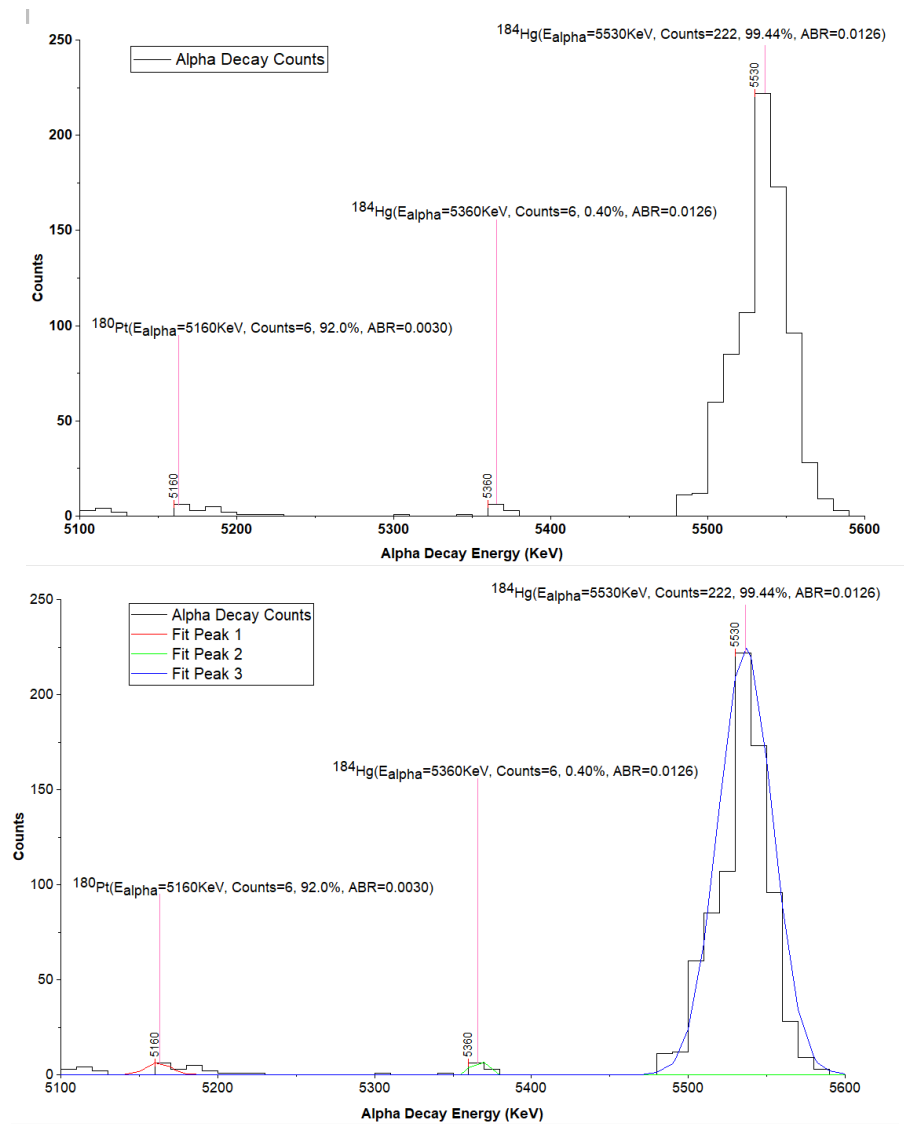 250
200
150
100
50
0
Counts
Alpha Decay Counts
¹⁸⁴Hg(Ealpha=5530KeV, Counts=222, 99.44%, ABR=0.0126)
5530
¹⁸⁴Hg(Ealpha=5360KeV, Counts=6, 0.40%, ABR=0.0126)
¹⁸⁰Pt(Ealpha=5160KeV, Counts=6, 92.0%, ABR=0.0030)
5160
5360
5100 5200 5300 5400 5500 5600
Alpha Decay Energy (KeV)
250
200
150
100
50
0
Counts
Alpha Decay Counts
Fit Peak 1
Fit Peak 2
Fit Peak 3
¹⁸⁴Hg(Ealpha=5530KeV, Counts=222, 99.44%, ABR=0.0126)
5530
¹⁸⁴Hg(Ealpha=5360KeV, Counts=6, 0.40%, ABR=0.0126)
¹⁸⁰Pt(Ealpha=5160KeV, Counts=6, 92.0%, ABR=0.0030)
5160
5360
5100 5200 5300 5400 5500 5600
Alpha Decay Energy (KeV)